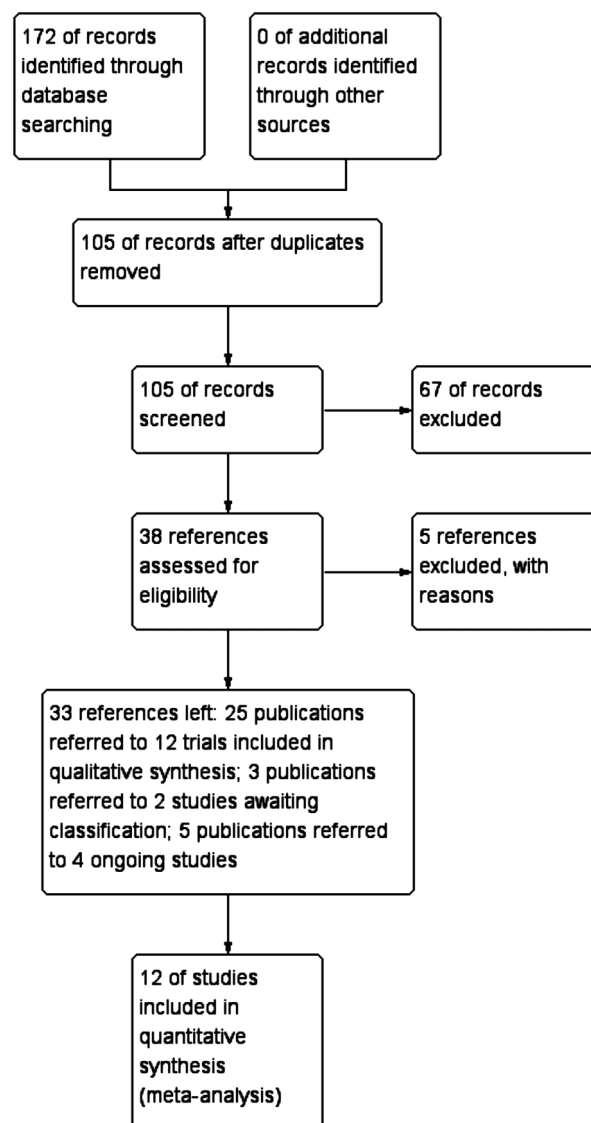 172 of records
identified through
database
searching
0 of additional
records identified
through other
sources
105 of records after duplicates
removed
105 of records
screened
67 of records
excluded
38 references
assessed for
eligibility
5 references
excluded, with
reasons
33 references left: 25 publications
referred to 12 trials included in
qualitative synthesis; 3 publications
referred to 2 studies awaiting
classification; 5 publications referred
to 4 ongoing studies
12 of studies
included in
quantitative
synthesis
(meta-analysis)